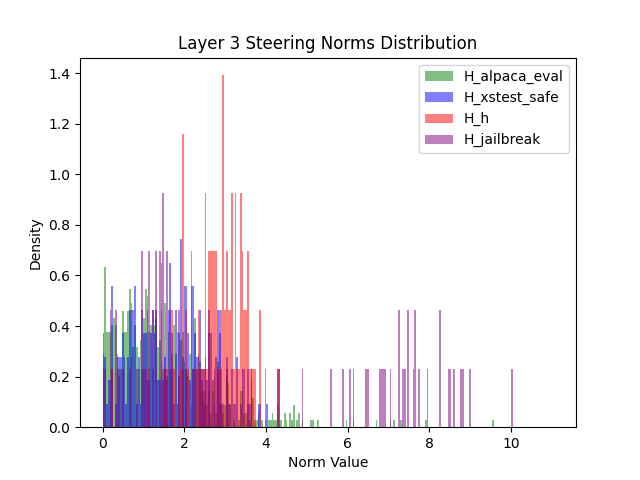 Layer 3 Steering Norms Distribution
H_alpaca_eval
H_xstest_safe
H_h
H_jailbreak
Density
1.4
1.2
1.0
0.8
0.6
0.4
0.2
0.0
0 2 4 6 8 10
Norm Value